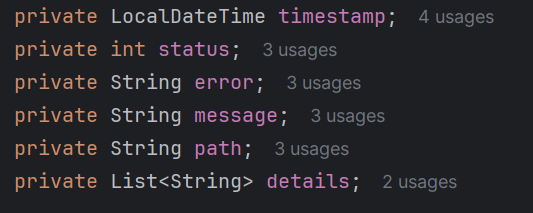 private LocalDateTime timestamp; 4 usages
private int status; 3 usages
private String error; 3 usages
private String message; 3 usages
private String path; 3 usages
private List<String> details; 2 usages